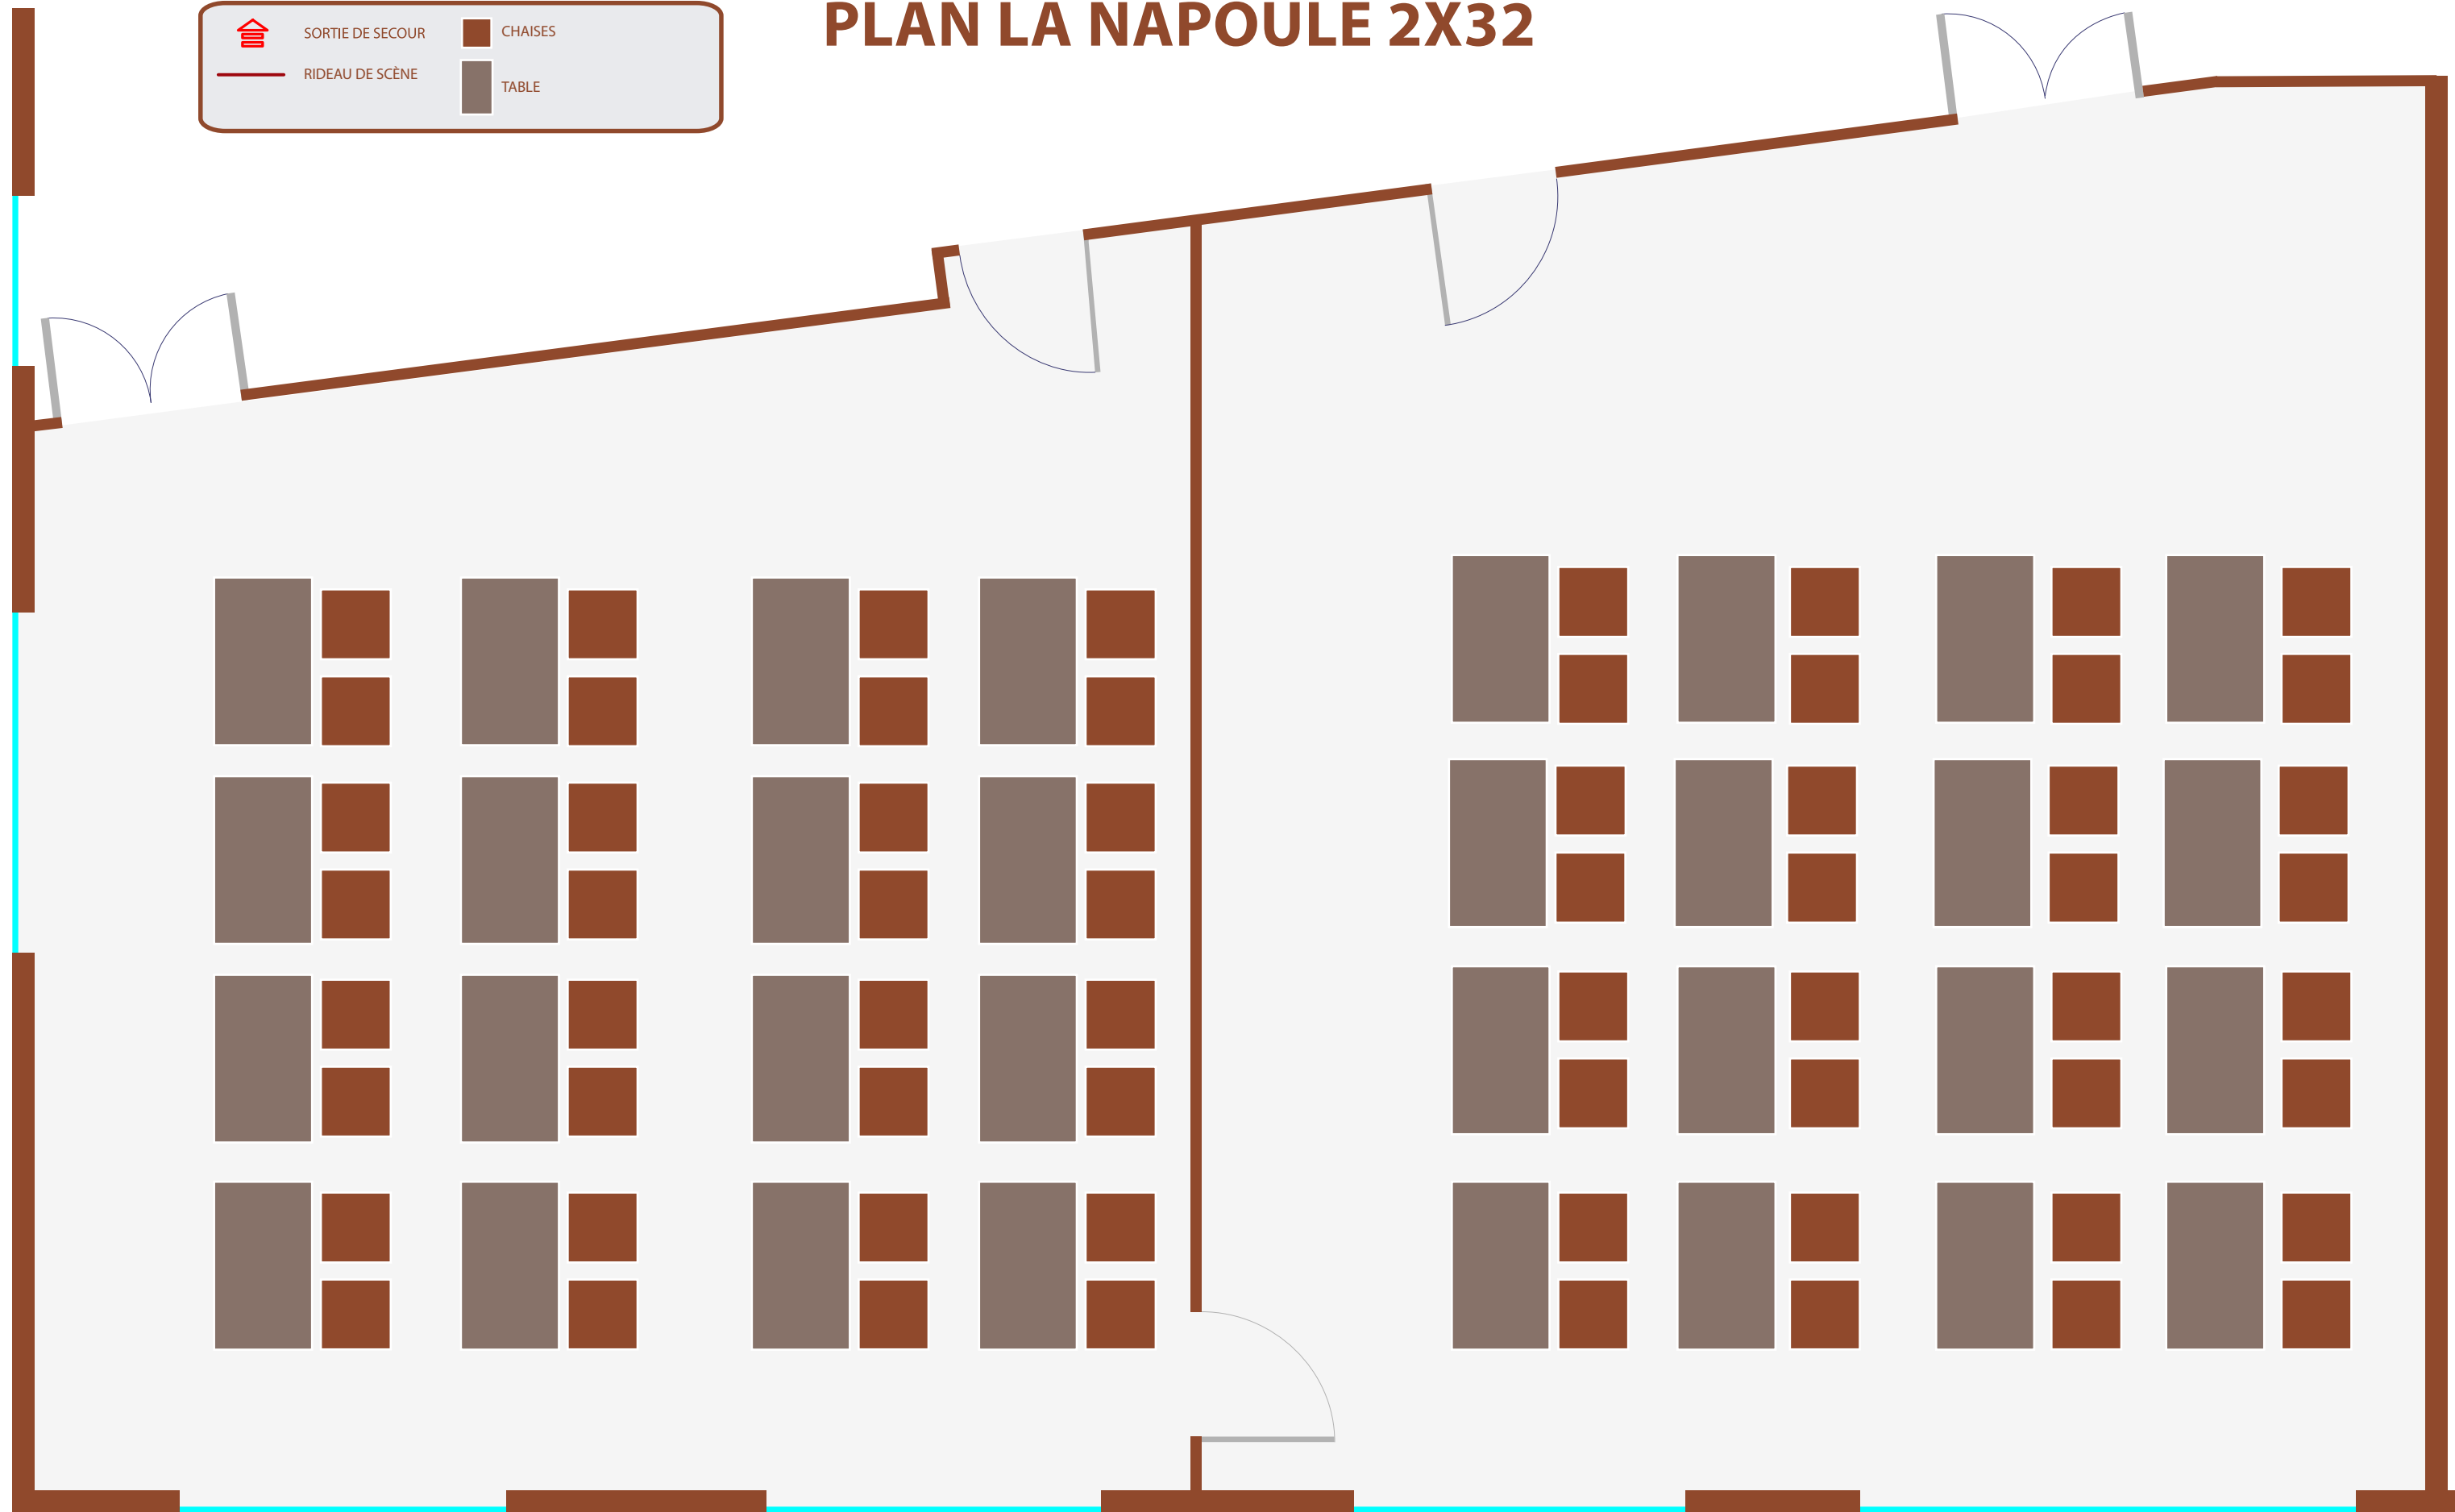 PLAN LA NAPOULE 2X32
SORTIE DE SECOUR
CHAISES
RIDEAU DE SCÈNE
TABLE